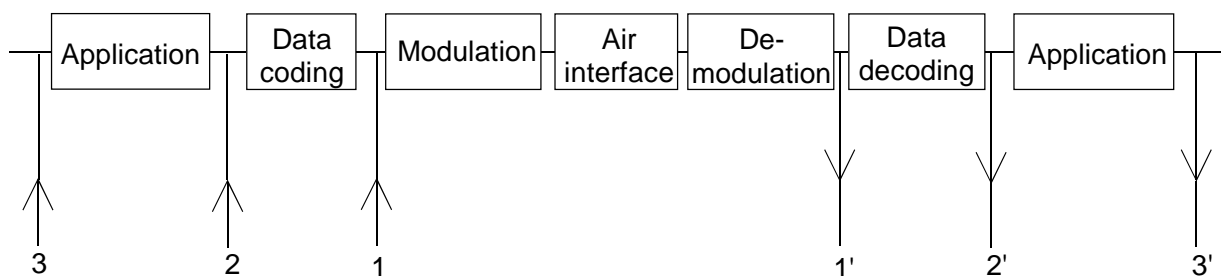 Application
Data
coding
Modulation
Air
interface
De-
modulation
Data
decoding
Application
3
2
1
1'
2'
3'